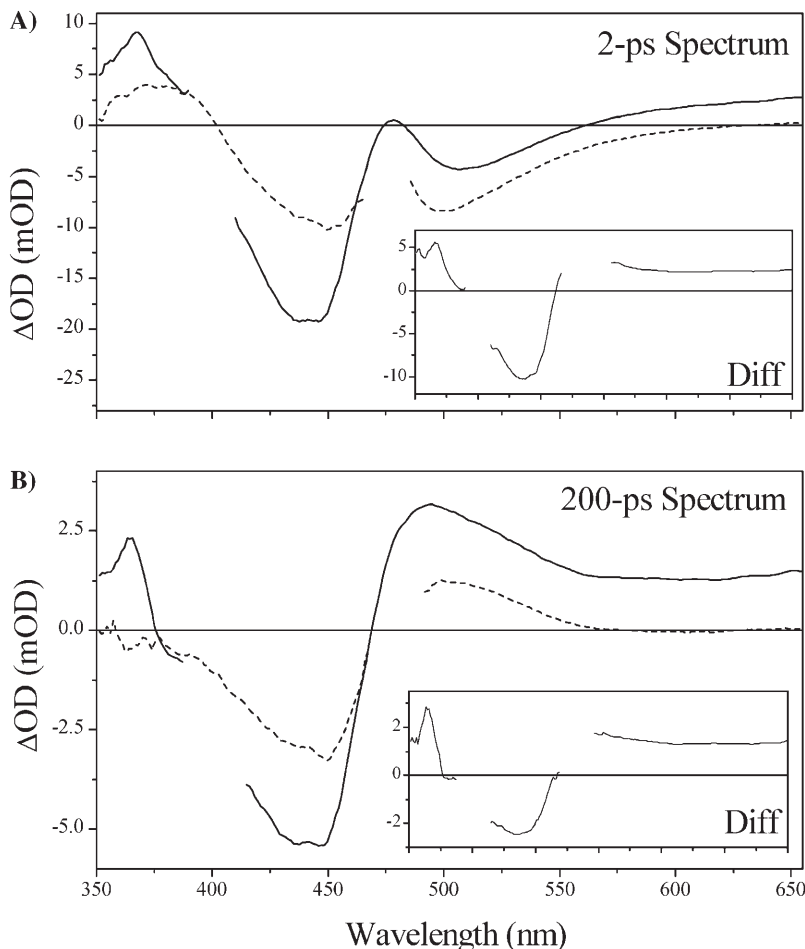 A)
2-ps Spectrum
10
5
0
-5
-10
-15
-20
-25
ΔOD (mOD)
5
0
-5
-10
Diff
B)
200-ps Spectrum
2.5
0.0
-2.5
-5.0
ΔOD (mOD)
2
0
-2
Diff
350 400 450 500 550 600 650
Wavelength (nm)